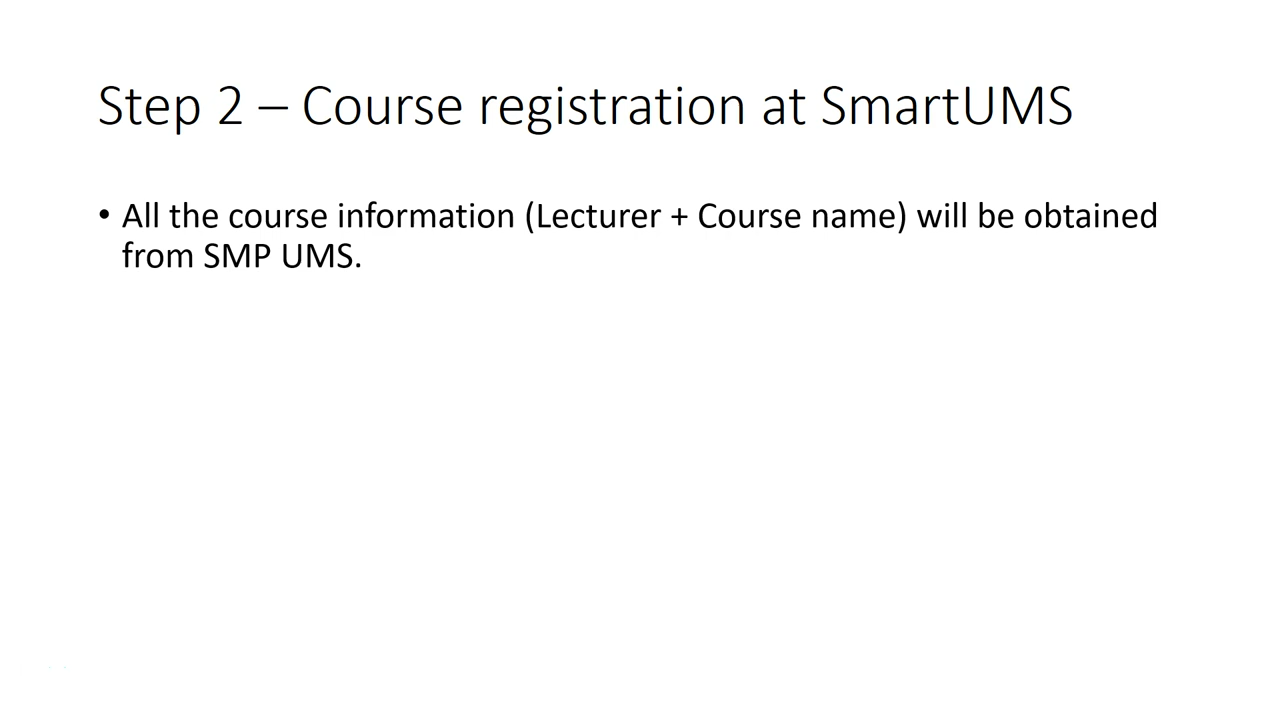 Step 2 – Course registration at SmartUMS
• All the course information (Lecturer + Course name) will be obtained
from SMP UMS.